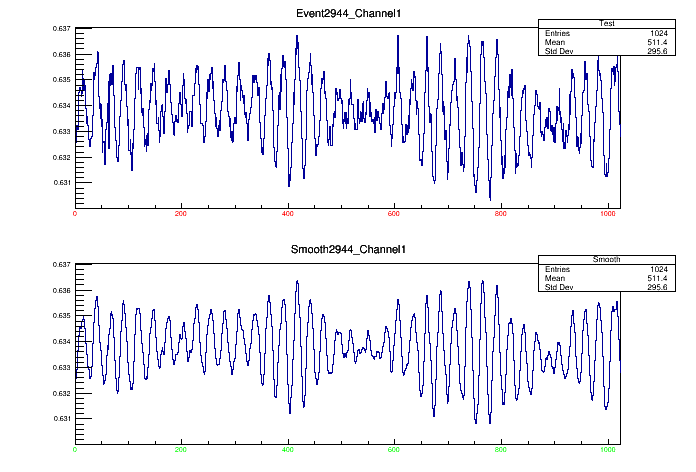 Event2944_Channel1
Test
Entries 1024
Mean 511.4
Std Dev 295.6
0.637
0.636
0.635
0.634
0.633
0.632
0.631
0 200 400 600 800 1000
Smooth2944_Channel1
Smooth
Entries 1024
Mean 511.4
Std Dev 295.6
0.637
0.636
0.635
0.634
0.633
0.632
0.631
0 200 400 600 800 1000